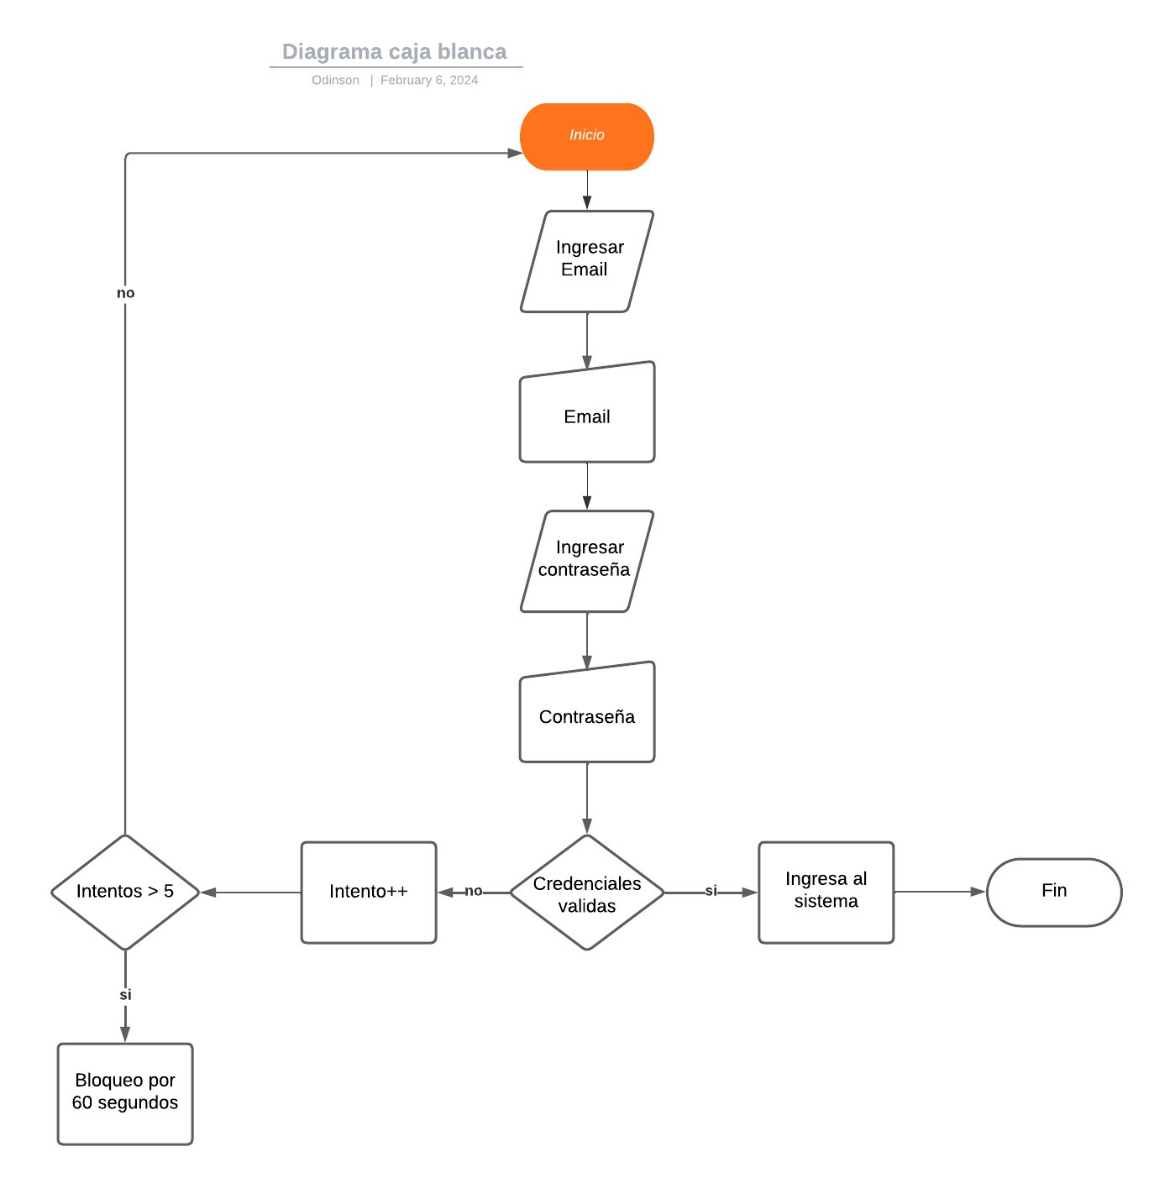 Diagrama caja blanca
Odinson | February 6, 2024
Inicio
Ingresar
Email
Email
Ingresar
contraseña
Contraseña
Credenciales
validas
si
Ingresa al
sistema
Fin
no
Intento++
Intentos > 5
no
si
Bloqueo por
60 segundos